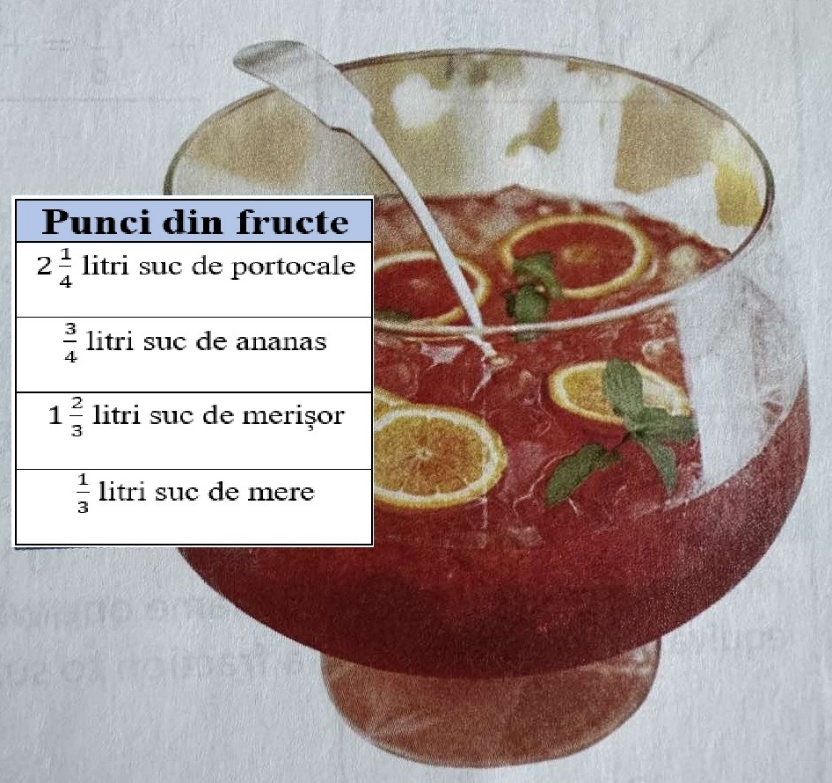 Punci din fructe
2 1/4 litri suc de portocale
3/4 litri suc de ananas
1 2/3 litri suc de merişor
1/3 litri suc de mere